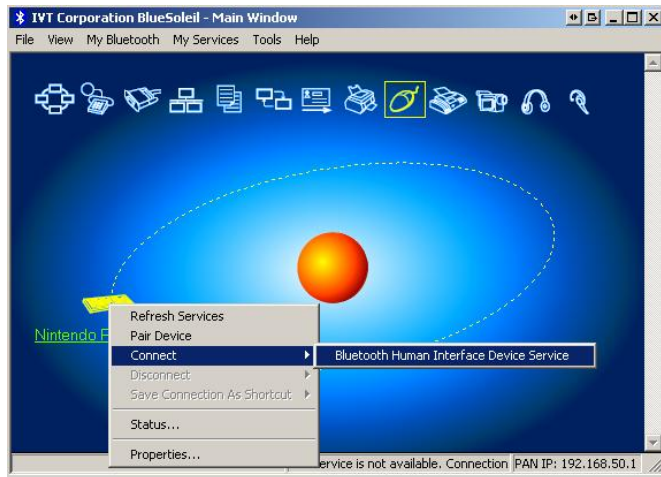 IVT Corporation BlueSoleil - Main Window
File View My Bluetooth My Services Tools Help
Nintendo
Refresh Services
Pair Device
Connect
Bluetooth Human Interface Device Service
Disconnect
Save Connection As Shortcut
Status...
Properties...
service is not available. Connection PAN IP: 192.168.50.1